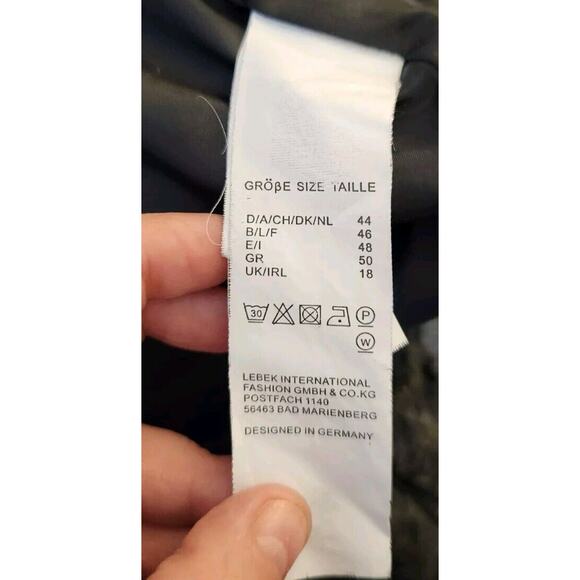 GRÖβE SIZE TAILLE
D/A/CH/DK/NL 44
B/L/F 46
E/I 48
GR 50
UK/IRL 18
30 P
W
LEBEK INTERNATIONAL
FASHION GMBH & CO.KG
POSTFACH 1140
56463 BAD MARIENBERG
DESIGNED IN GERMANY